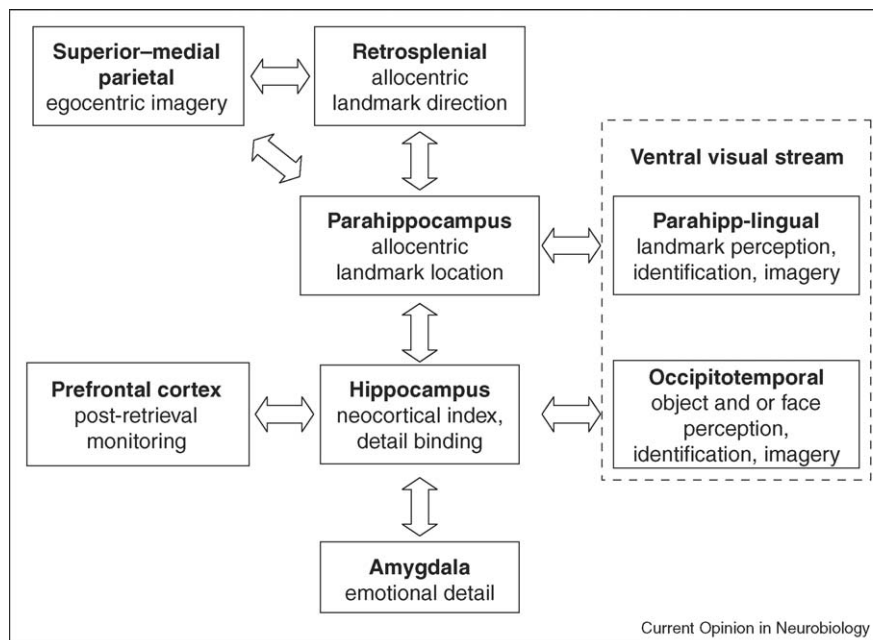 Superior–medial
parietal
egocentric imagery
Retrosplenial
allocentric
landmark direction
Ventral visual stream
Parahippocampus
allocentric
landmark location
Parahipp-lingual
landmark perception,
identification, imagery
Prefrontal cortex
post-retrieval
monitoring
Hippocampus
neocortical index,
detail binding
Occipitotemporal
object and or face
perception,
identification, imagery
Amygdala
emotional detail
Current Opinion in Neurobiology